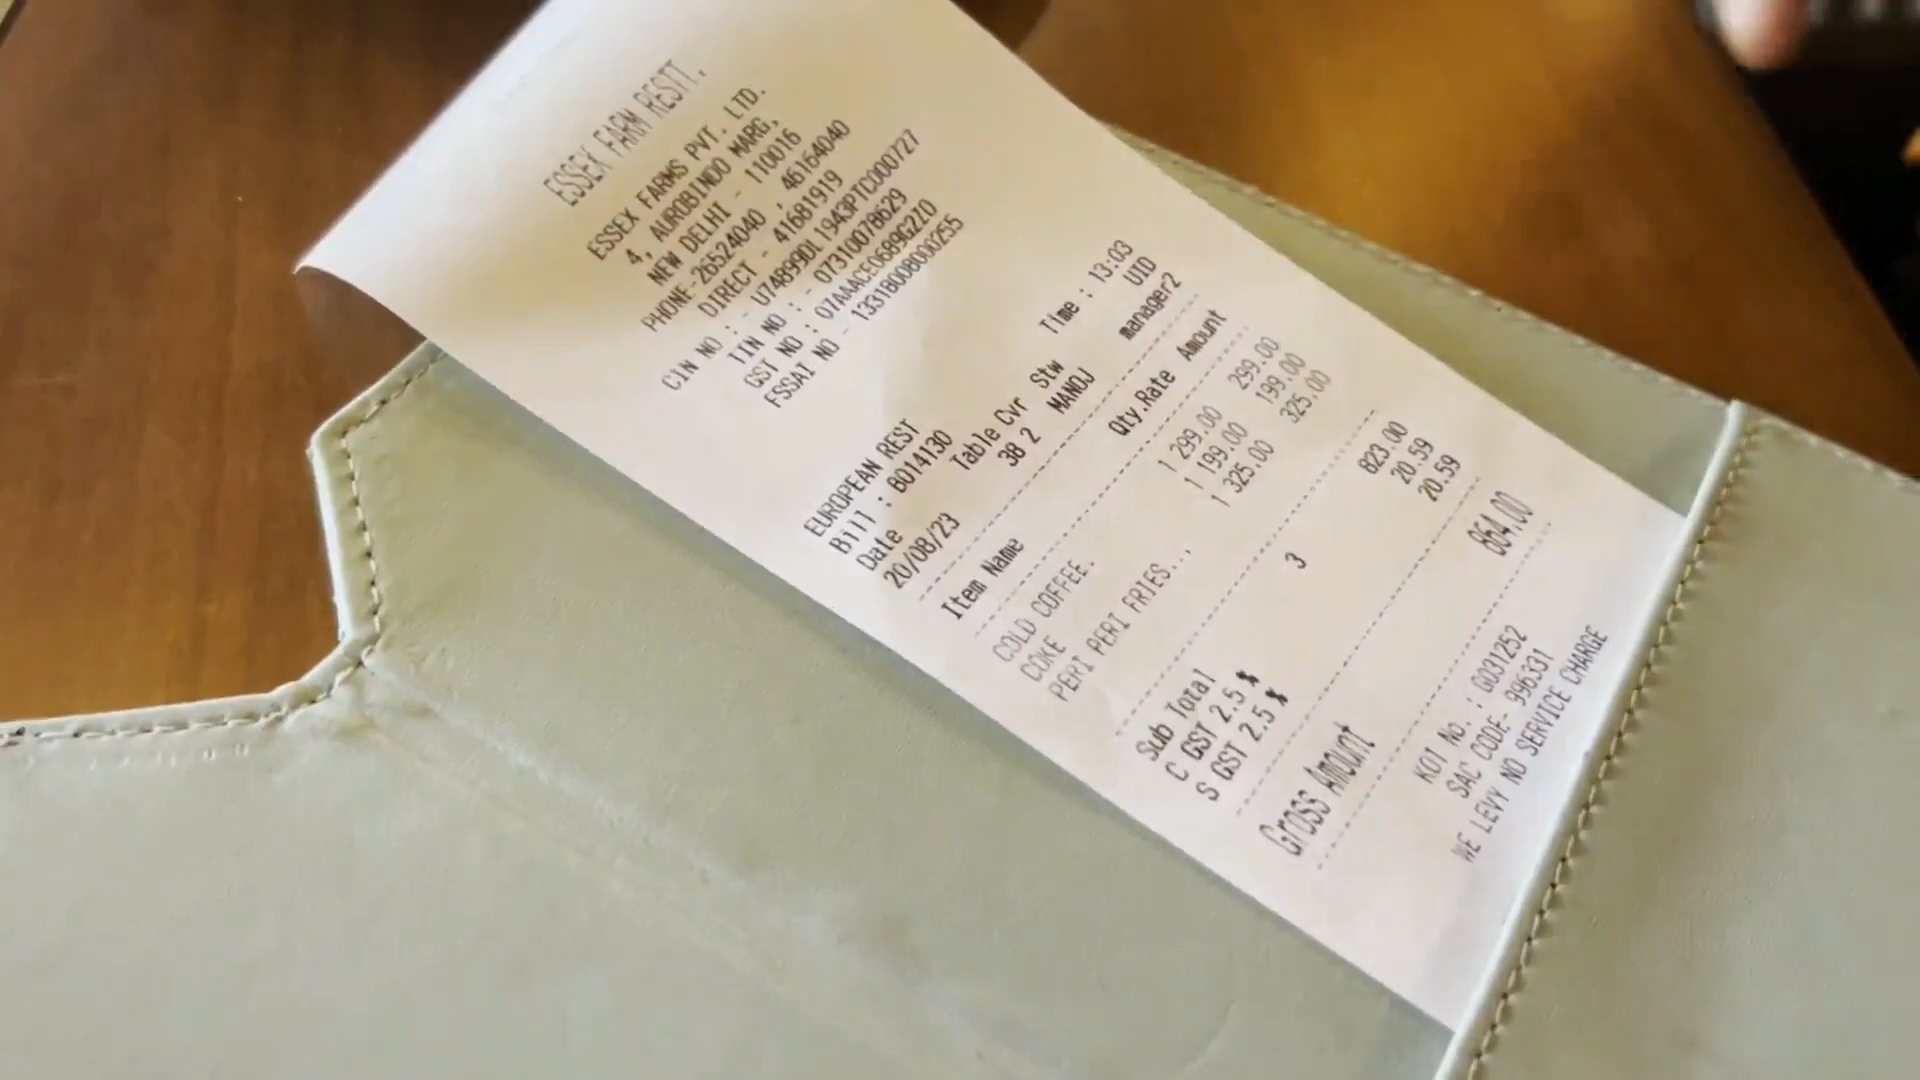 ESSEX FARM RESTT.
ESSEX FARMS PVT. LTD.
4, AUROBINDO MARG,
NEW DELHI - 110016
PHONE-26524040 , 46164040
DIRECT - 41681919
CIN NO : - U74899DL1943PTC000727
TIN NO : - 07310078629
GST NO : 07AAACE0689G2Z0
FSSAI NO - 13318008000255
EUROPEAN REST
Bill : B014130 Time : 13:03
Date Table Cvr Stw UID
20/08/23 38 2 MANOJ manager2
Item Name Qty.Rate Amount
COLD COFFEE. 1 299.00 299.00
COKE 1 199.00 199.00
PERI PERI FRIES... 1 325.00 325.00
Sub Total 3 823.00
C GST 2.5 % 20.59
S GST 2.5 % 20.59
Gross Amount 864.00
KOT No. : G031252
SAC CODE- 996331
WE LEVY NO SERVICE CHARGE